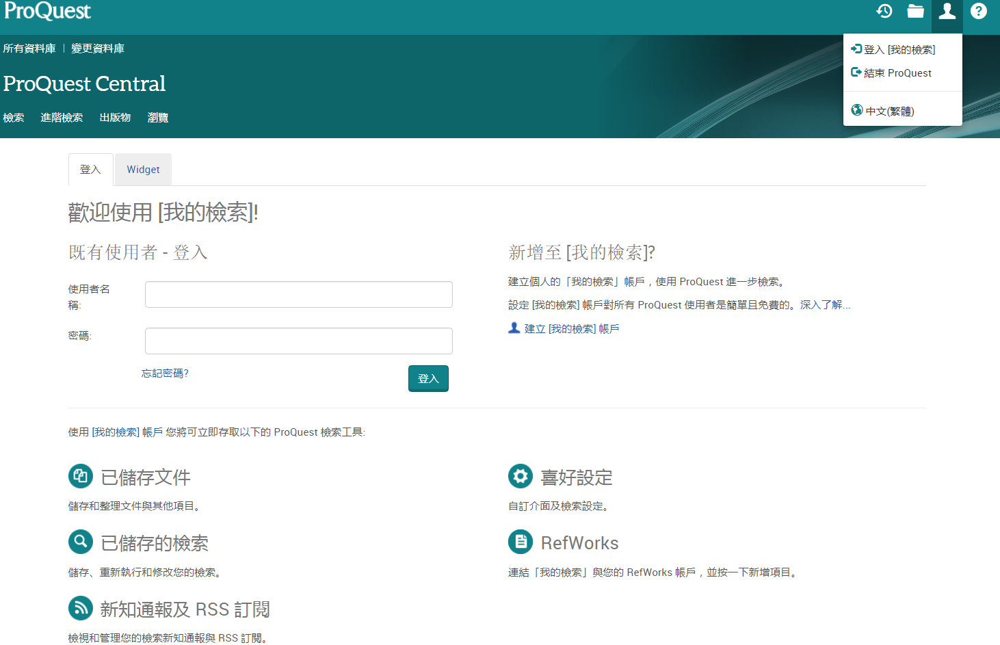 ProQuest
?
所有資料庫 | 變更資料庫
登入 [我的檢索]
結束 ProQuest
中文(繁體)
ProQuest Central
檢索 進階檢索 出版物 瀏覽
登入 Widget
歡迎使用 [我的檢索]!
既有使用者 - 登入
使用者名
稱:
密碼:
忘記密碼?
登入
新增至 [我的檢索]?
建立個人的「我的檢索」帳戶，使用 ProQuest 進一步檢索。
設定 [我的檢索] 帳戶對所有 ProQuest 使用者是簡單且免費的。深入了解...
建立 [我的檢索] 帳戶
使用 [我的檢索] 帳戶 您將可立即存取以下的 ProQuest 檢索工具:
已儲存文件
儲存和整理文件與其他項目。
喜好設定
自訂介面及檢索設定。
已儲存的檢索
儲存、重新執行和修改您的檢索。
RefWorks
連結「我的檢索」與您的 RefWorks 帳戶，並按一下新增項目。
新知通報及 RSS 訂閱
檢視和管理您的檢索新知通報與 RSS 訂閱。